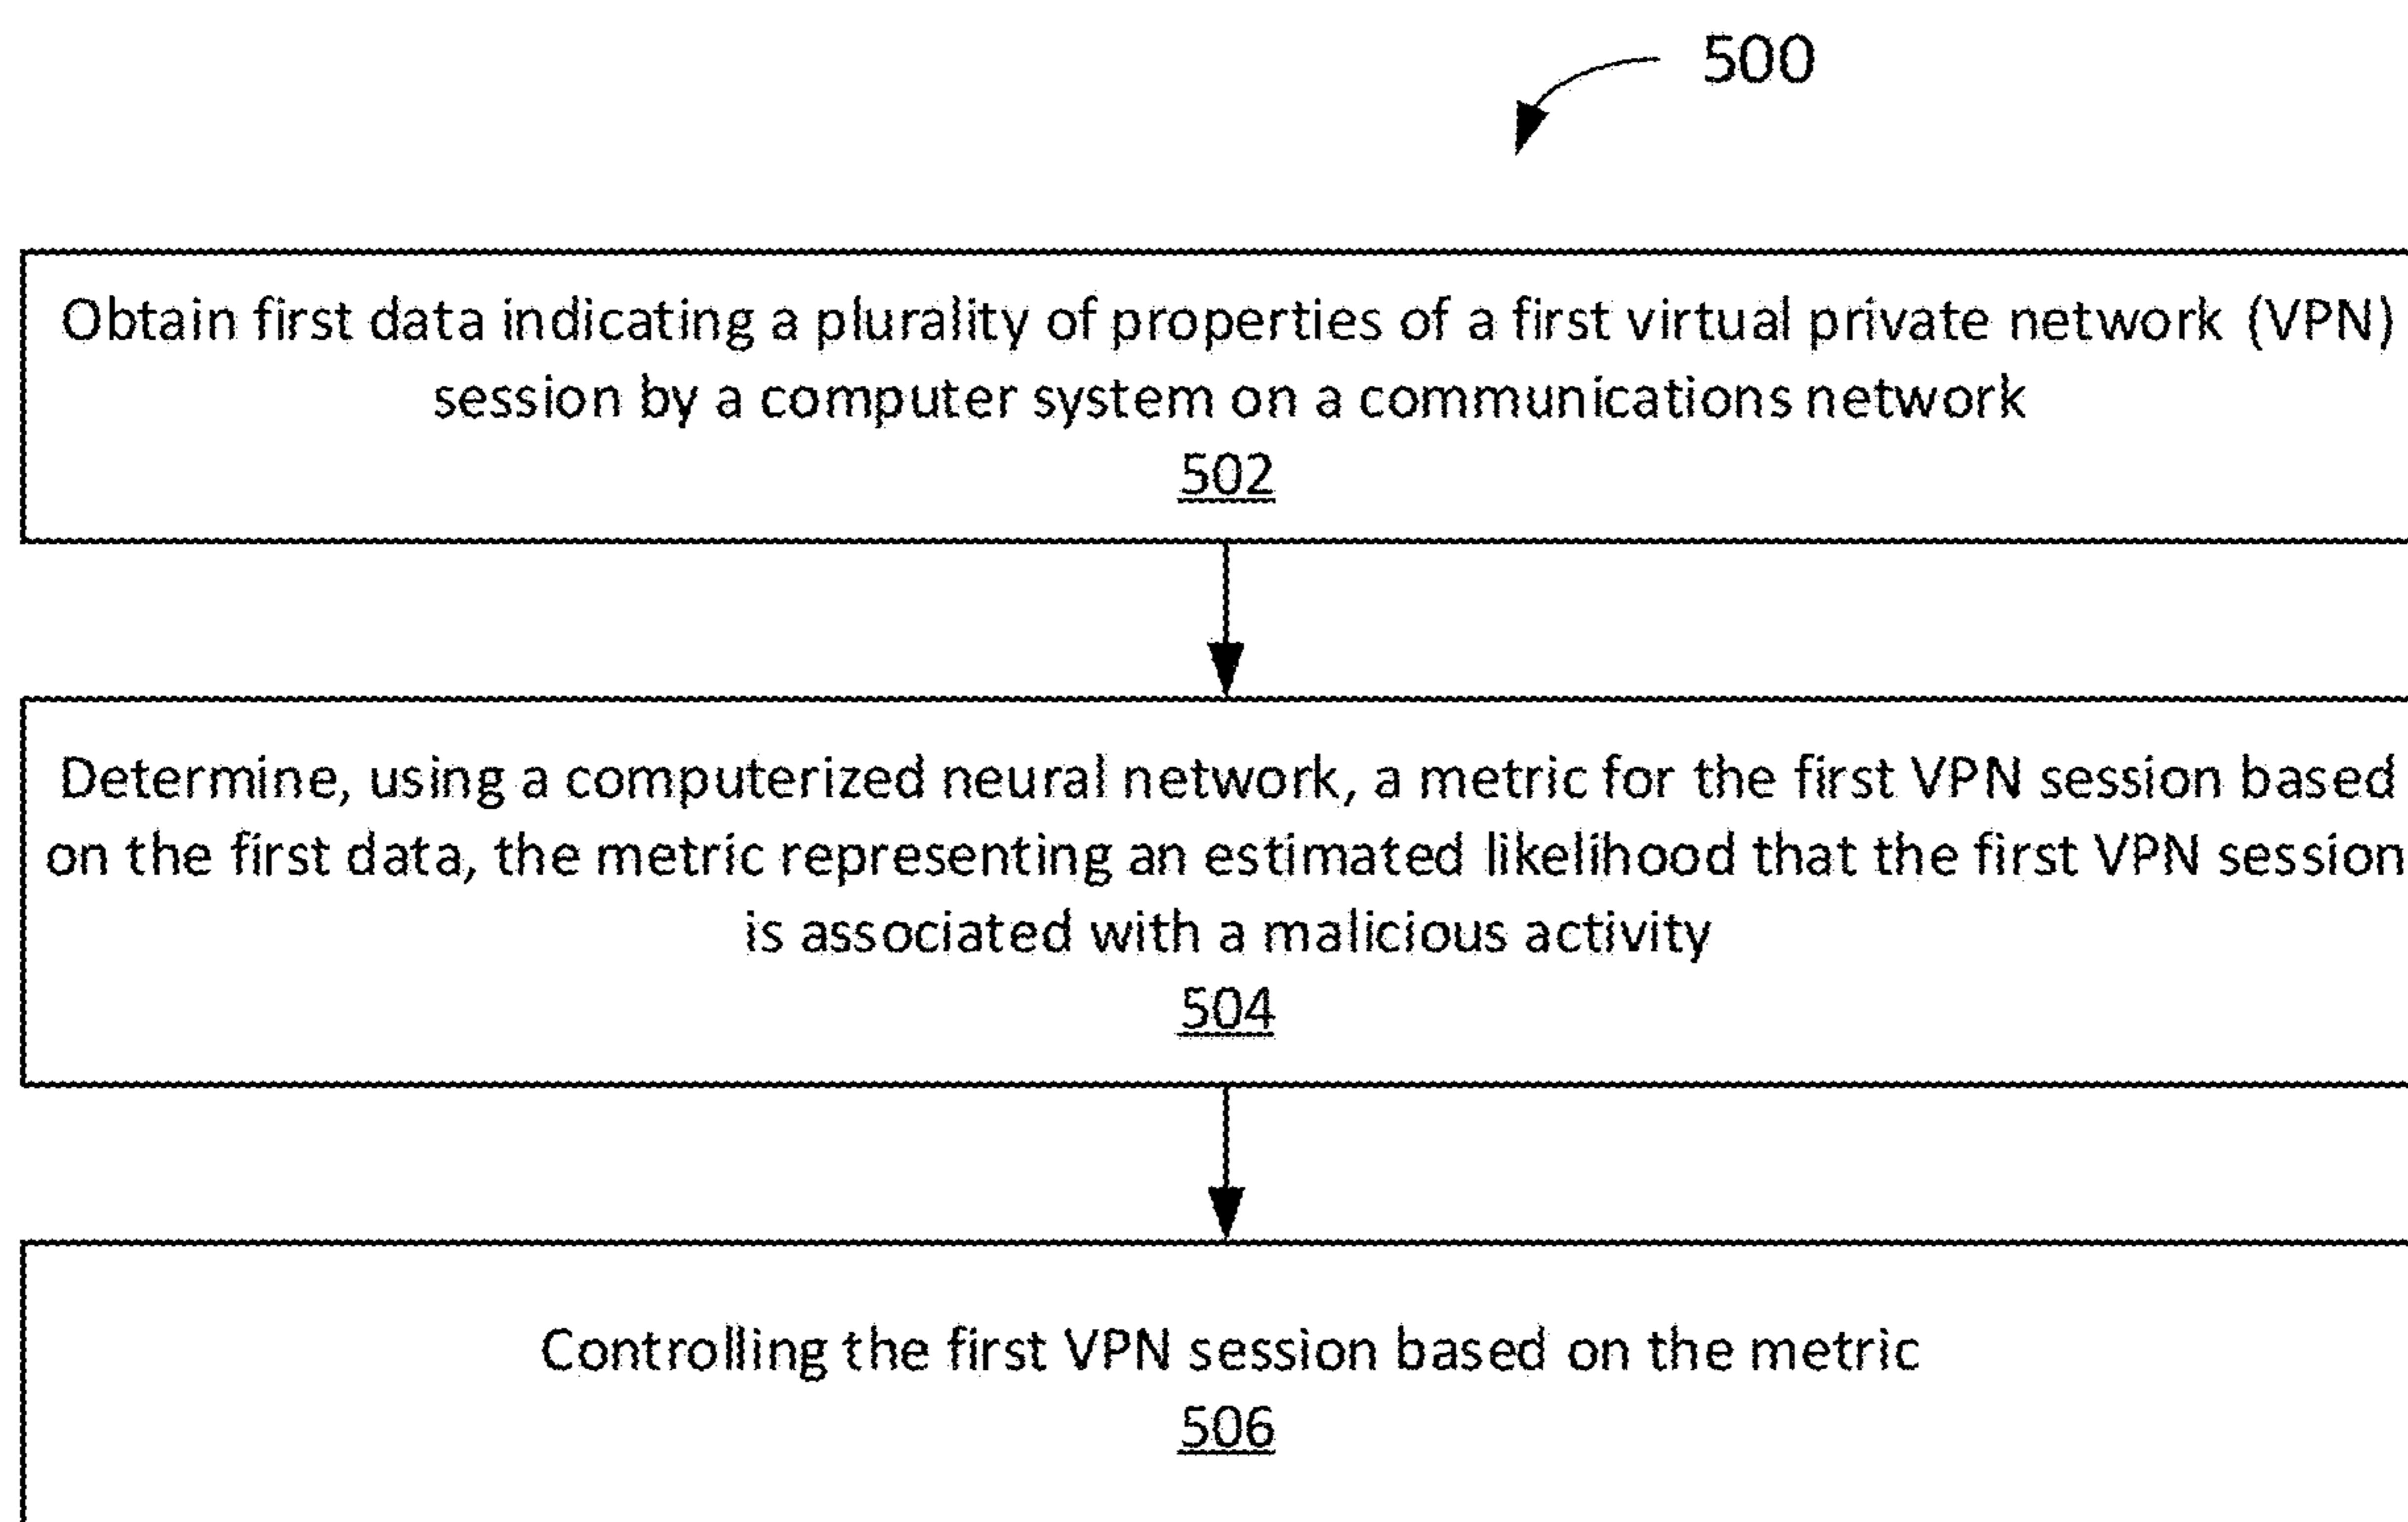 500
Obtain first data indicating a plurality of properties of a first virtual private network (VPN)
session by a computer system on a communications network
502
Determine, using a computerized neural network, a metric for the first VPN session based
on the first data, the metric representing an estimated likelihood that the first VPN session
is associated with a malicious activity
504
Controlling the first VPN session based on the metric
506